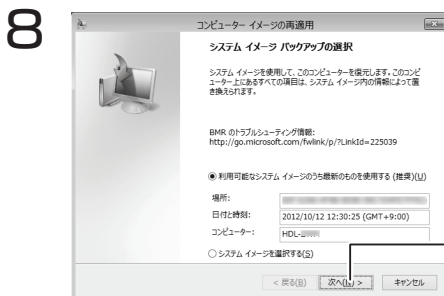 8
コンピューター イメージの再適用
システム イメージ バックアップの選択
システム イメージを使用して、このコンピューターを復元します。このコンピ
ューター上にあるすべての項目は、システム イメージ内の情報によって置
き換えられます。
BMR のトラブルシューティング情報:
http://go.microsoft.com/fwlink/p/?LinkId=225039
利用可能なシステム イメージのうち最新のものを使用する (推奨)(U)
場所:
日付と時刻: 2012/10/12 12:30:25 (GMT+9:00)
コンピューター: HDL-
システム イメージを選択する(S)
< 戻る(B) 次へ(N) > キャンセル